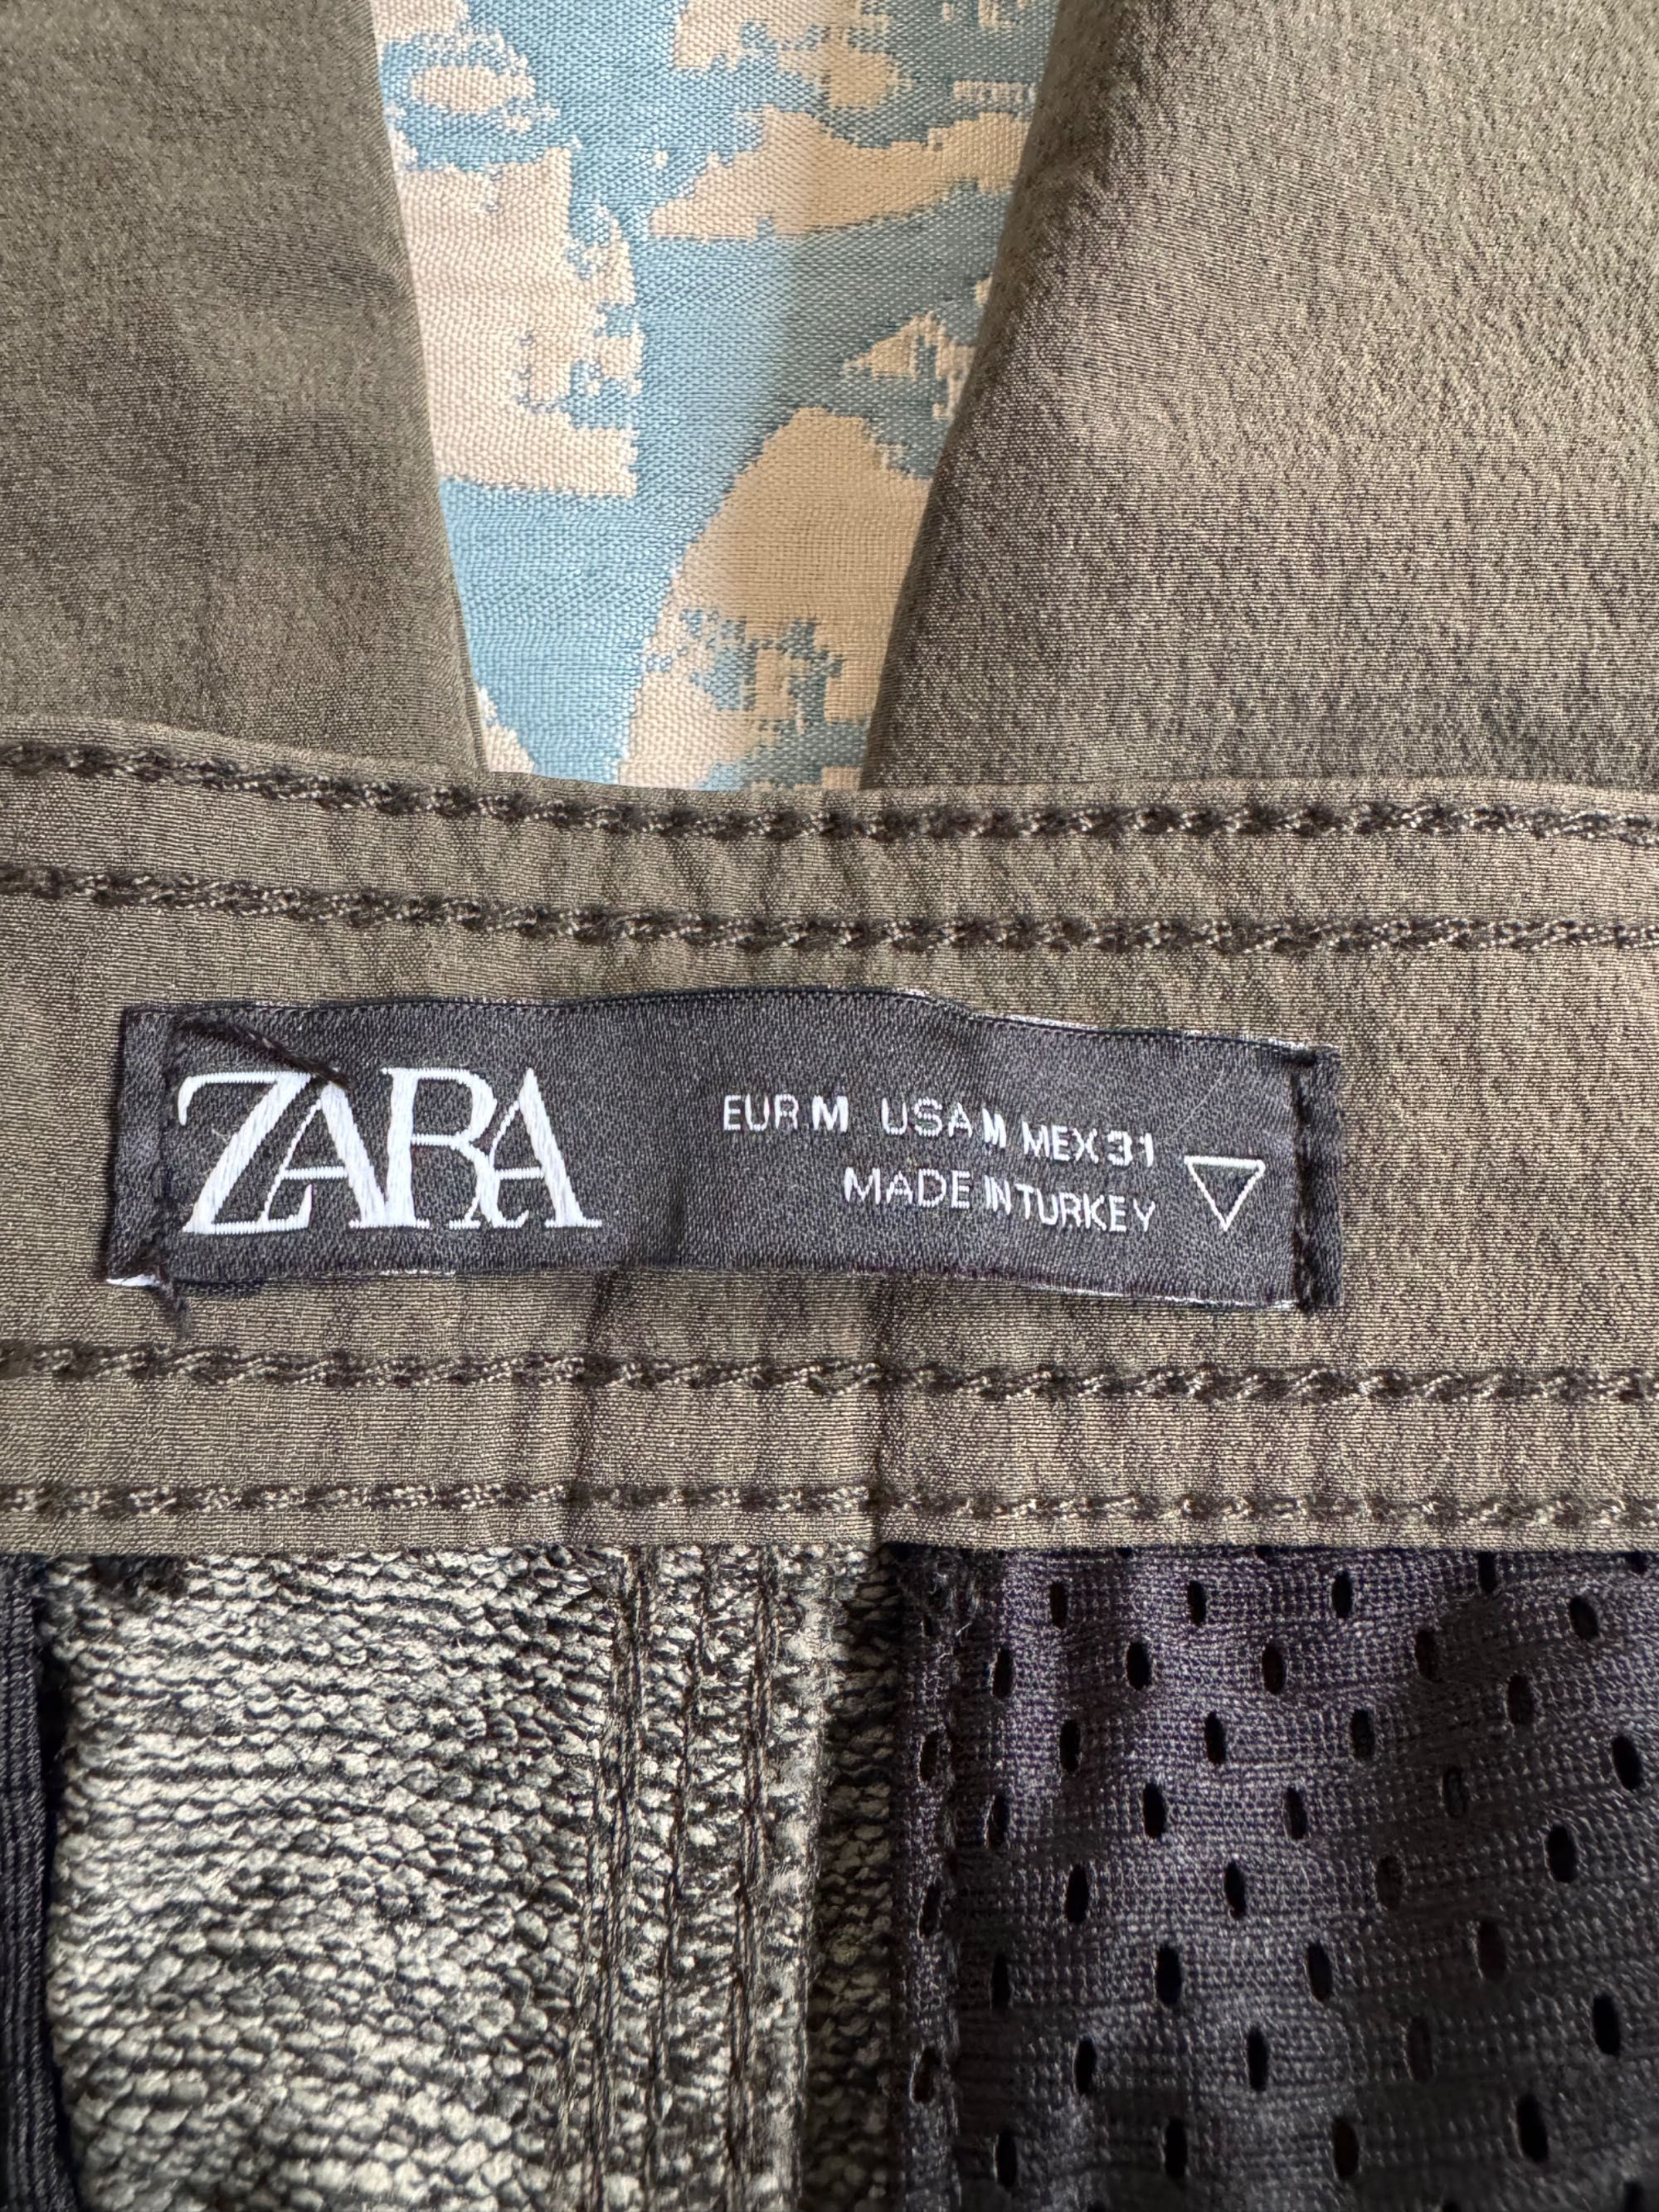 ZARA
EUR M USA M MEX 31
MADE IN TURKEY